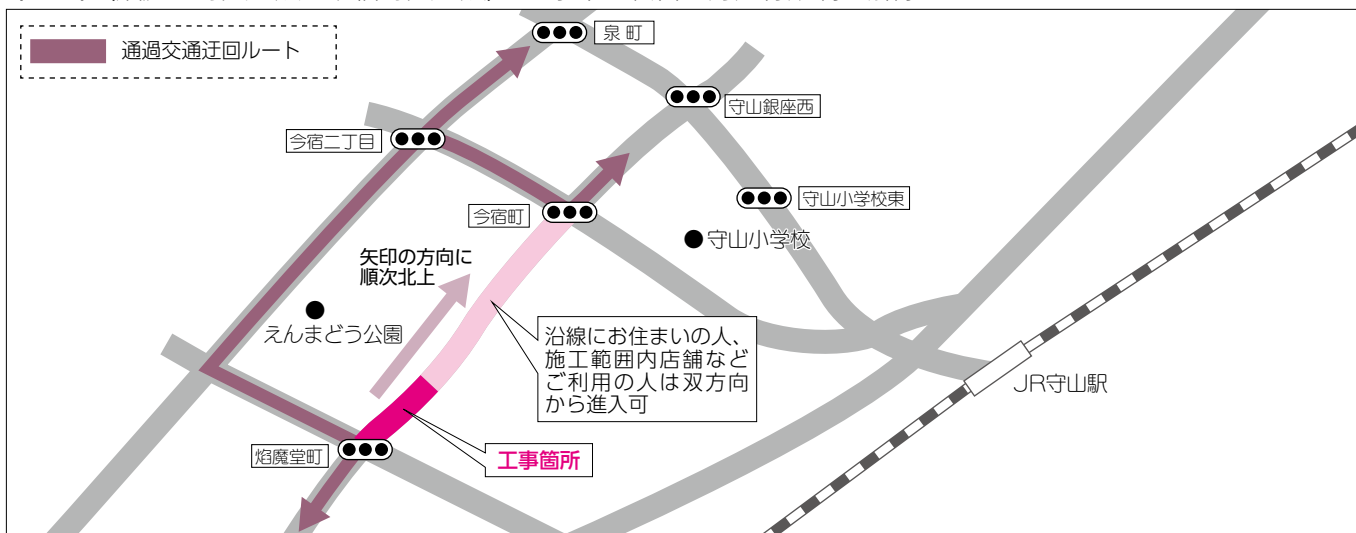 通過交通迂回ルート
泉町
守山銀座西
今宿二丁目
守山小学校東
今宿町
守山小学校
矢印の方向に
順次北上
えんまどう公園
沿線にお住まいの人、
施工範囲内店舗など
ご利用の人は双方向
から進入可
JR守山駅
焰魔堂町
工事箇所